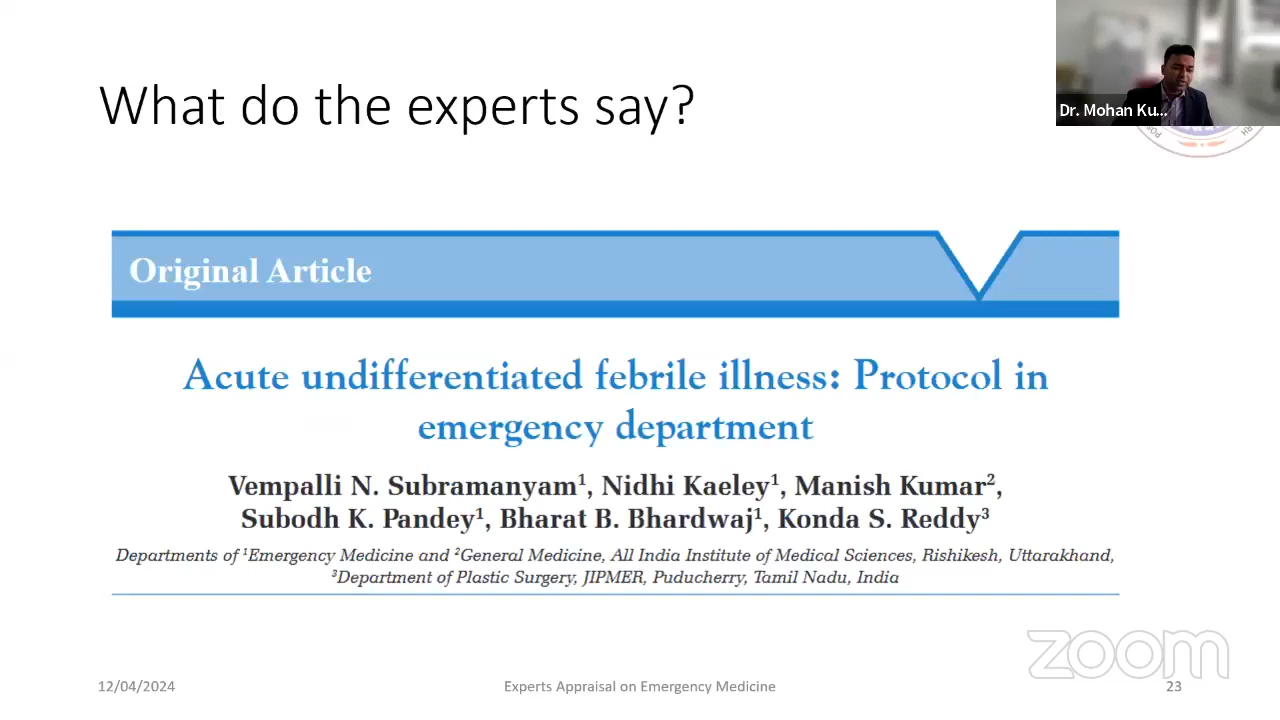 What do the experts say?
Dr. Mohan Ku...
Original Article
Acute undifferentiated febrile illness: Protocol in
emergency department
Vempalli N. Subramanyam¹, Nidhi Kaeley¹, Manish Kumar²,
Subodh K. Pandey¹, Bharat B. Bhardwaj¹, Konda S. Reddy³
Departments of ¹Emergency Medicine and ²General Medicine, All India Institute of Medical Sciences, Rishikesh, Uttarakhand,
³Department of Plastic Surgery, JIPMER, Puducherry, Tamil Nadu, India
zoom
12/04/2024
Experts Appraisal on Emergency Medicine
23